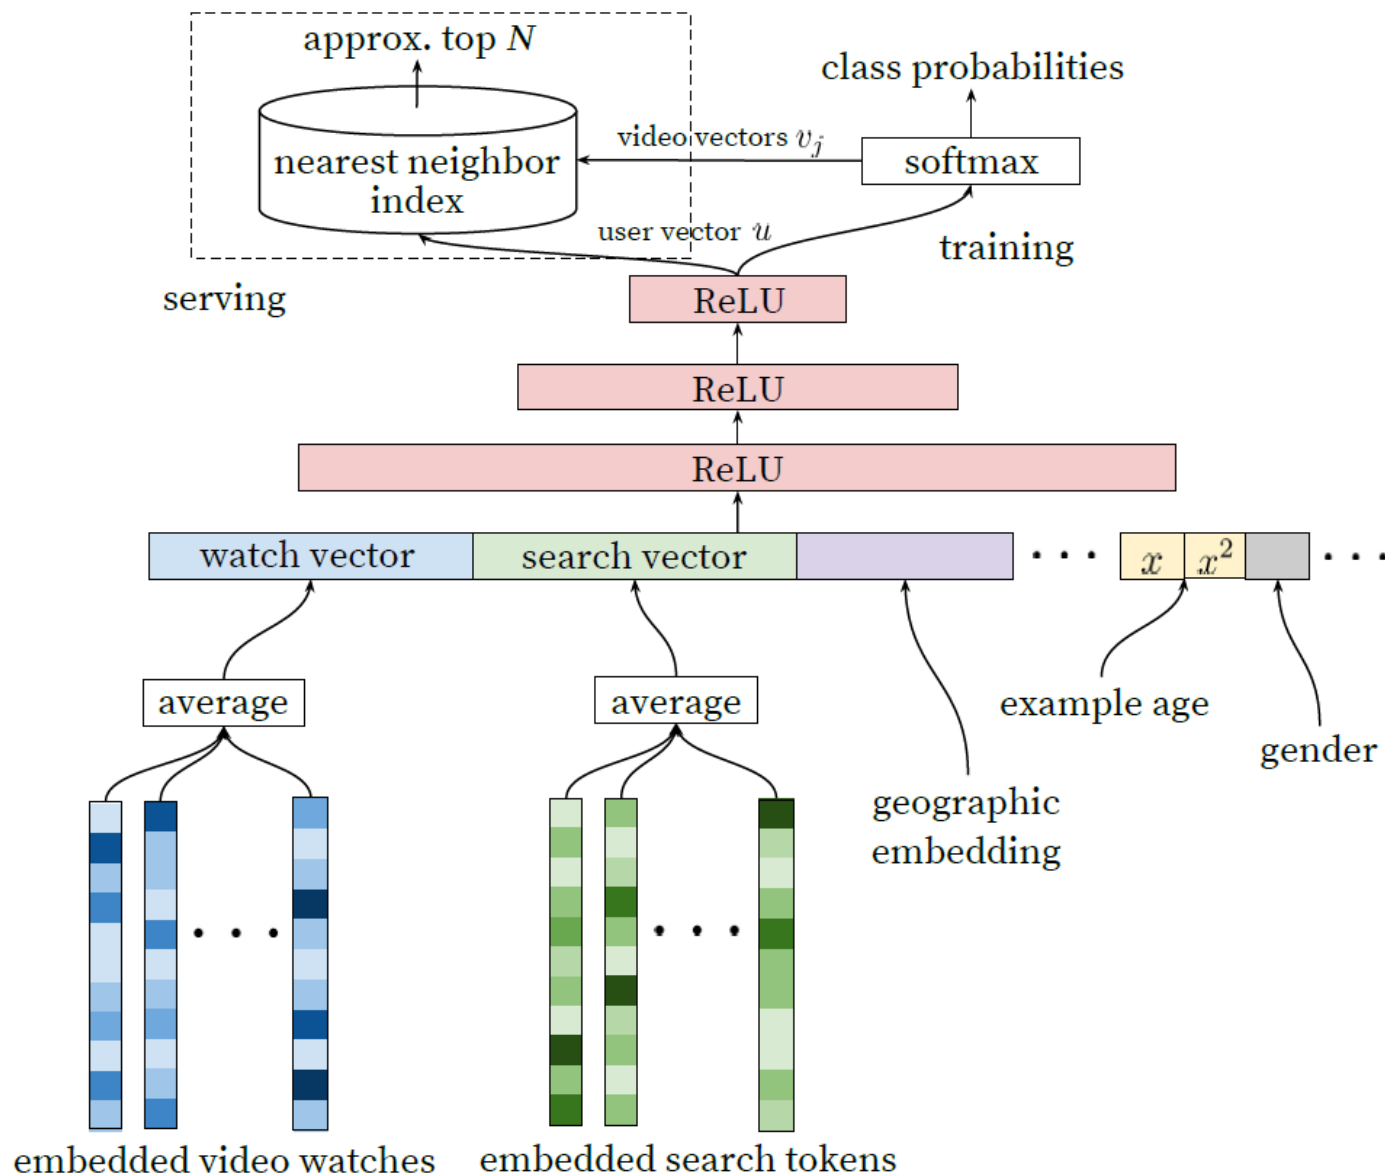 approx. top N
class probabilities
video vectors v_j
softmax
nearest neighbor
index
user vector u
training
serving
ReLU
ReLU
ReLU
watch vector
search vector
. . .
x
x²
. . .
average
average
example age
gender
geographic
embedding
. . .
. . .
embedded video watches
embedded search tokens